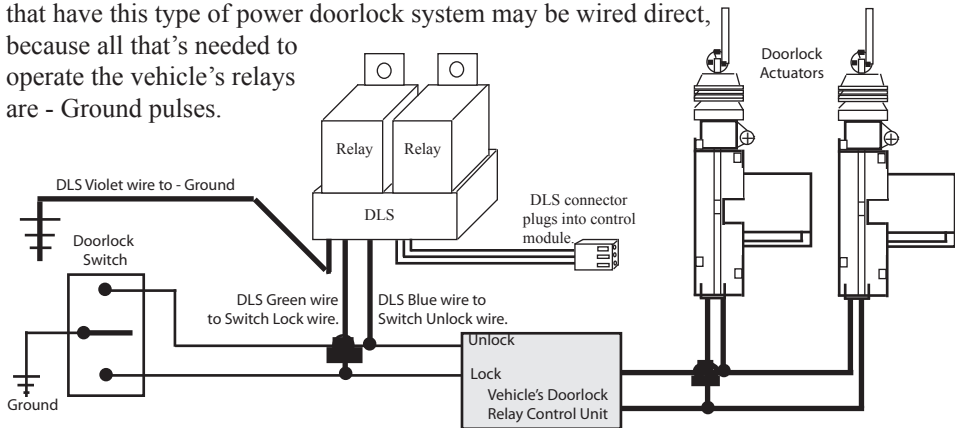 that have this type of power doorlock system may be wired direct,
because all that's needed to
operate the vehicle's relays
are - Ground pulses.
Doorlock
Actuators
Relay
Relay
DLS Violet wire to - Ground
DLS
DLS connector
plugs into control
module.
Doorlock
Switch
DLS Green wire
to Switch Lock wire.
DLS Blue wire to
Switch Unlock wire.
Unlock
Lock
Vehicle's Doorlock
Relay Control Unit
Ground